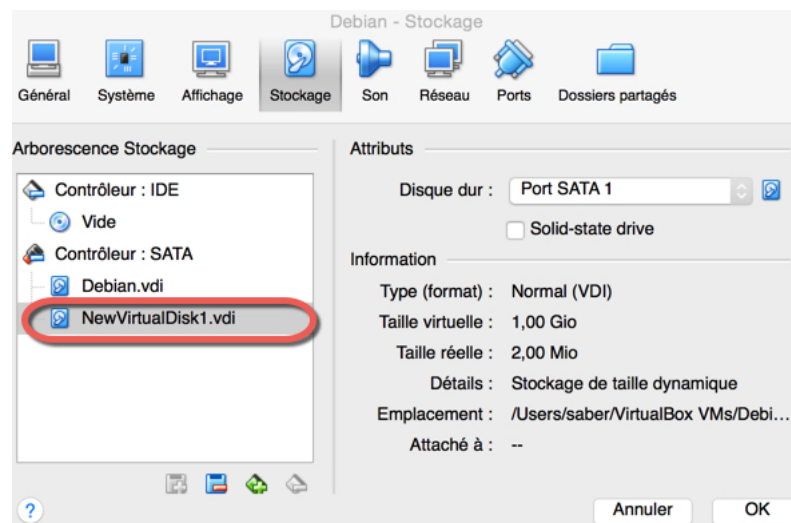 Debian - Stockage
Général Système Affichage Stockage Son Réseau Ports Dossiers partagés
Arborescence Stockage
Contrôleur : IDE
Vide
Contrôleur : SATA
Debian.vdi
NewVirtualDisk1.vdi
Attributs
Disque dur : Port SATA 1
Solid-state drive
Information
Type (format) : Normal (VDI)
Taille virtuelle : 1,00 Gio
Taille réelle : 2,00 Mio
Détails : Stockage de taille dynamique
Emplacement : /Users/saber/VirtualBox VMs/Debi...
Attaché à : --
?
Annuler OK